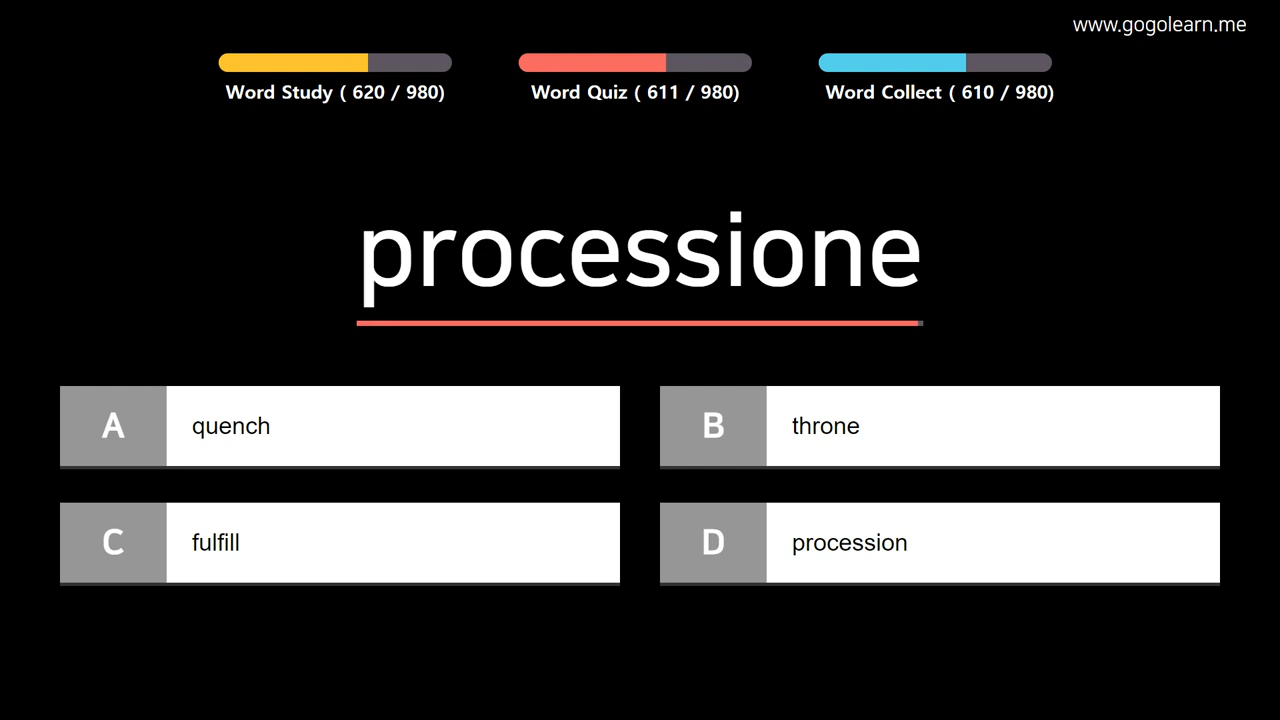 www.gogolearn.me
Word Study ( 620 / 980)
Word Quiz ( 611 / 980)
Word Collect ( 610 / 980)
processione
A quench
B throne
C fulfill
D procession